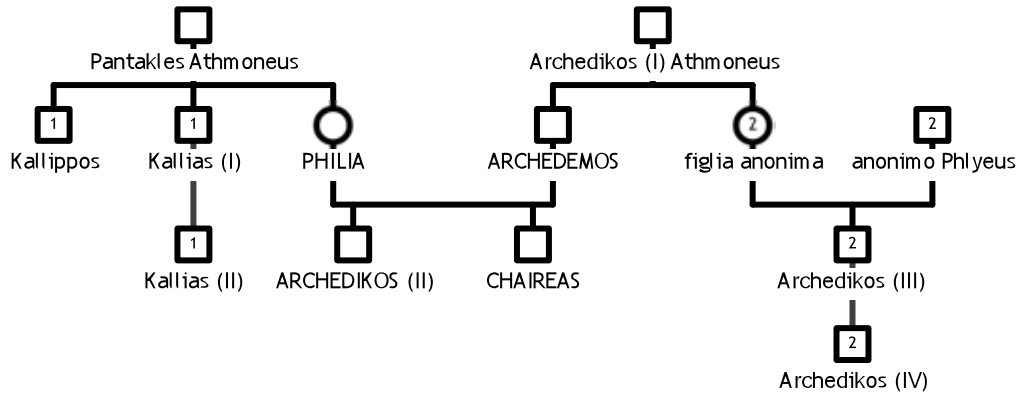 Pantakles Athmoneus
Archedikos (I) Athmoneus
1 1 2 2
Kallippos Kallias (I) PHILIA ARCHEDEMOS figlia anonima anonimo Phlyeus
1 2
Kallias (II) ARCHEDIKOS (II) CHAIREAS Archedikos (III)
2
Archedikos (IV)